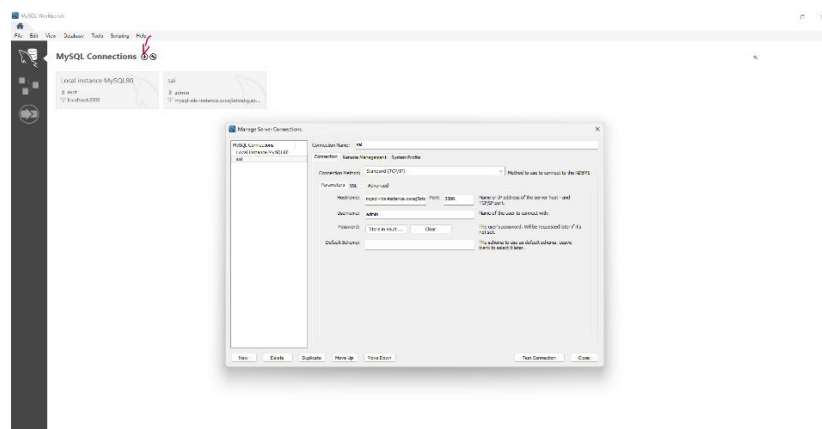 MySQL Workbench
File Edit View Database Tools Scripting Help
MySQL Connections
Local instance MySQL80
root
localhost:3306
sai
admin
Manage Server Connections
MySQL Connections
Local instance MySQL80
sai
Connection Name: sai
Connection Remote Management System Profile
Connection Method: Standard (TCP/IP) Method to use to connect to the RDBMS
Parameters SSL Advanced
Hostname: Port: 3306 Name or IP address of the server host - and
TCP/IP port.
Username: admin Name of the user to connect with.
Password: Store in Vault ... Clear The user's password. Will be requested later if it's
not set.
Default Schema: The schema to use as default schema. Leave
blank to select it later.
New Delete Duplicate Move Up Move Down Test Connection Close